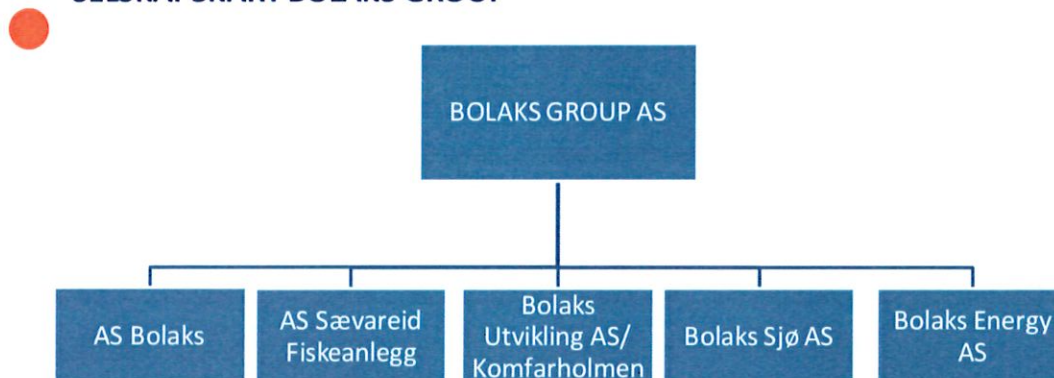 BOLAKS GROUP AS
AS Bolaks
AS Sævareid
Fiskeanlegg
Bolaks
Utvikling AS/
Komfarholmen
Bolaks Sjø AS
Bolaks Energy
AS